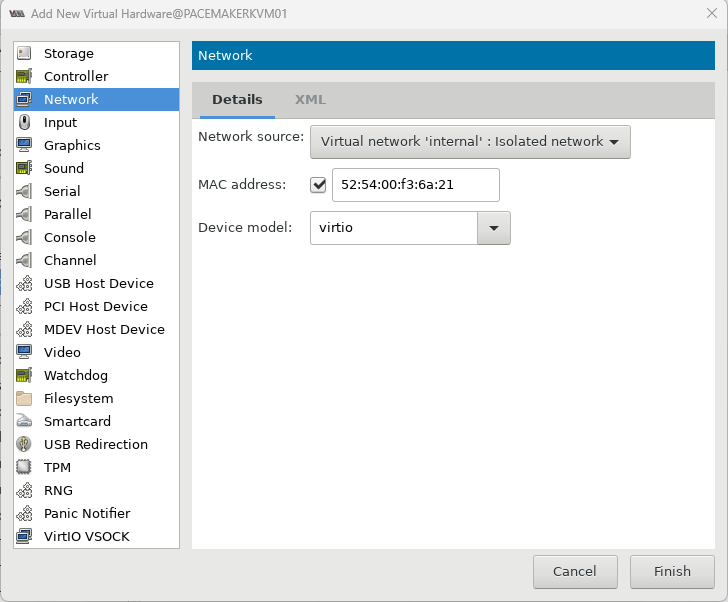 Add New Virtual Hardware@PACEMAKERKVM01
Storage
Controller
Network
Input
Graphics
Sound
Serial
Parallel
Console
Channel
USB Host Device
PCI Host Device
MDEV Host Device
Video
Watchdog
Filesystem
Smartcard
USB Redirection
TPM
RNG
Panic Notifier
VirtIO VSOCK
Network
Details XML
Network source: Virtual network 'internal' : Isolated network
MAC address: 52:54:00:f3:6a:21
Device model: virtio
Cancel Finish